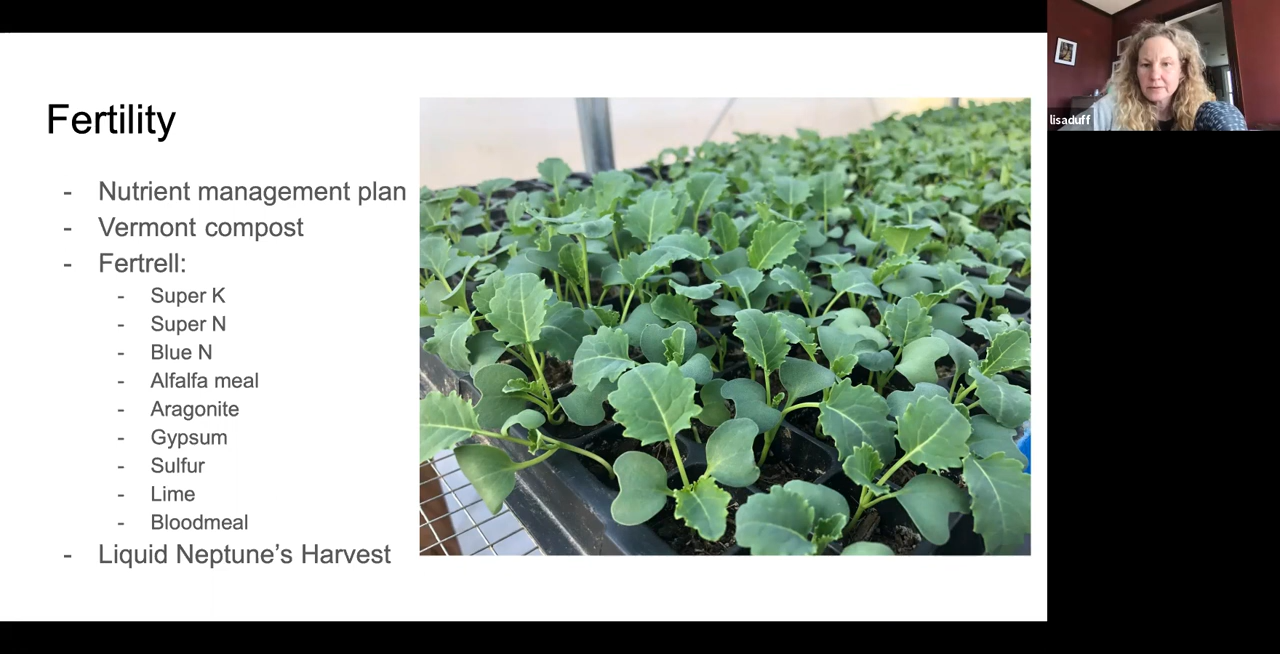 Fertility
- Nutrient management plan
- Vermont compost
- Fertrell:
- Super K
- Super N
- Blue N
- Alfalfa meal
- Aragonite
- Gypsum
- Sulfur
- Lime
- Bloodmeal
- Liquid Neptune’s Harvest
lisaduff